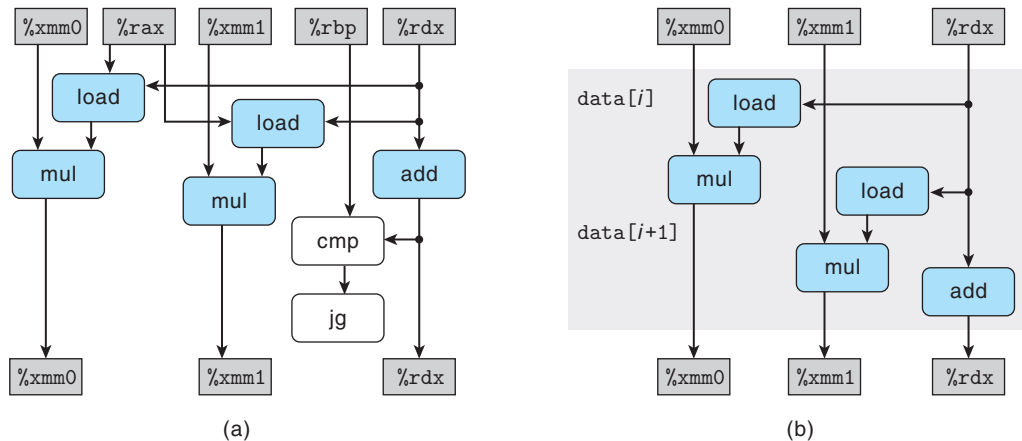 %xmm0 %rax %xmm1 %rbp %rdx
load
load
mul
mul
add
cmp
jg
%xmm0 %xmm1 %rdx
(a)
%xmm0 %xmm1 %rdx
data[i]
load
mul
load
data[i+1]
mul
add
%xmm0 %xmm1 %rdx
(b)